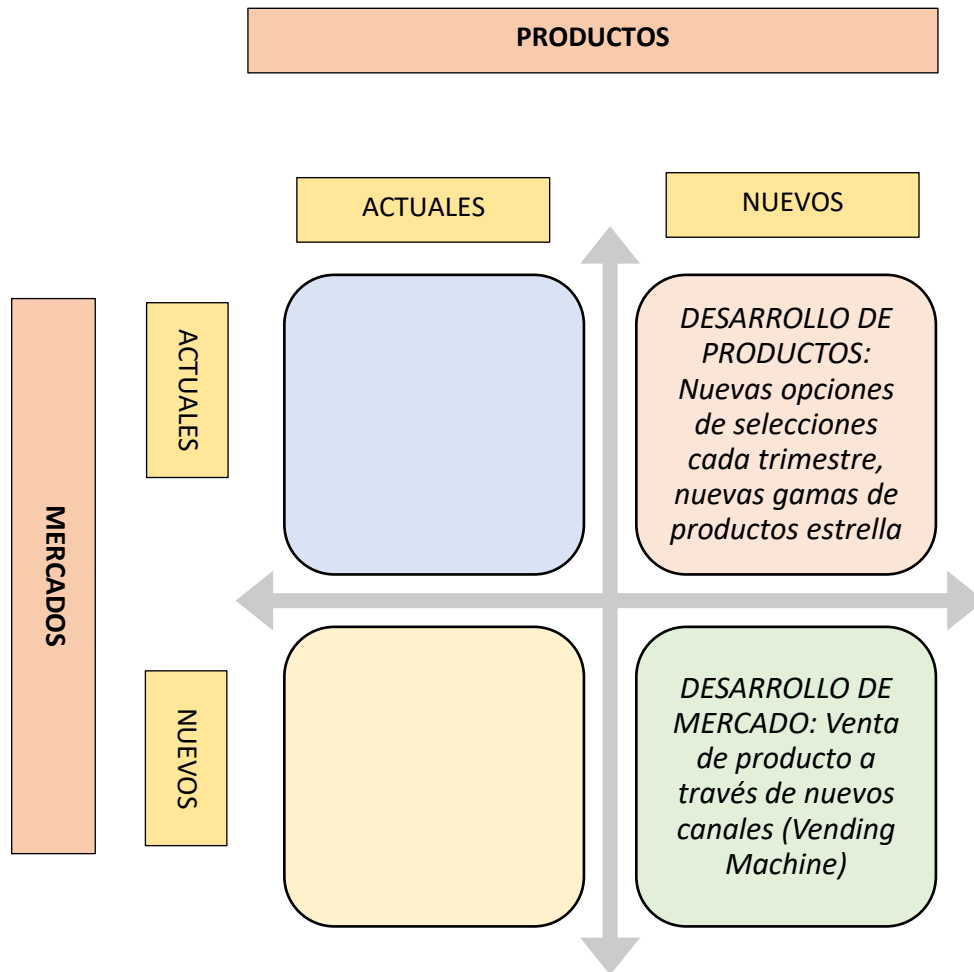 PRODUCTOS
ACTUALES
NUEVOS
MERCADOS
ACTUALES
DESARROLLO DE
PRODUCTOS:
Nuevas opciones
de selecciones
cada trimestre,
nuevas gamas de
productos estrella
NUEVOS
DESARROLLO DE
MERCADO: Venta
de producto a
través de nuevos
canales (Vending
Machine)